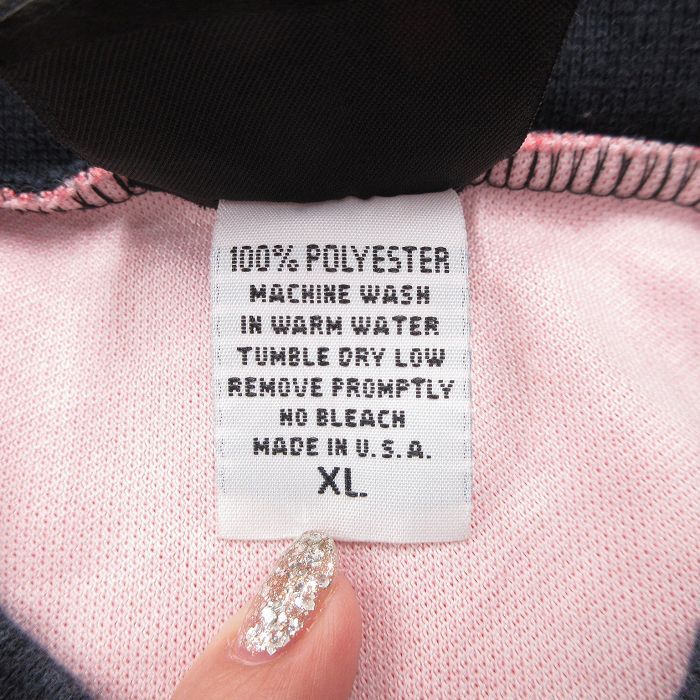 100% POLYESTER
MACHINE WASH
IN WARM WATER
TUMBLE DRY LOW
REMOVE PROMPTLY
NO BLEACH
MADE IN U.S.A.
XL